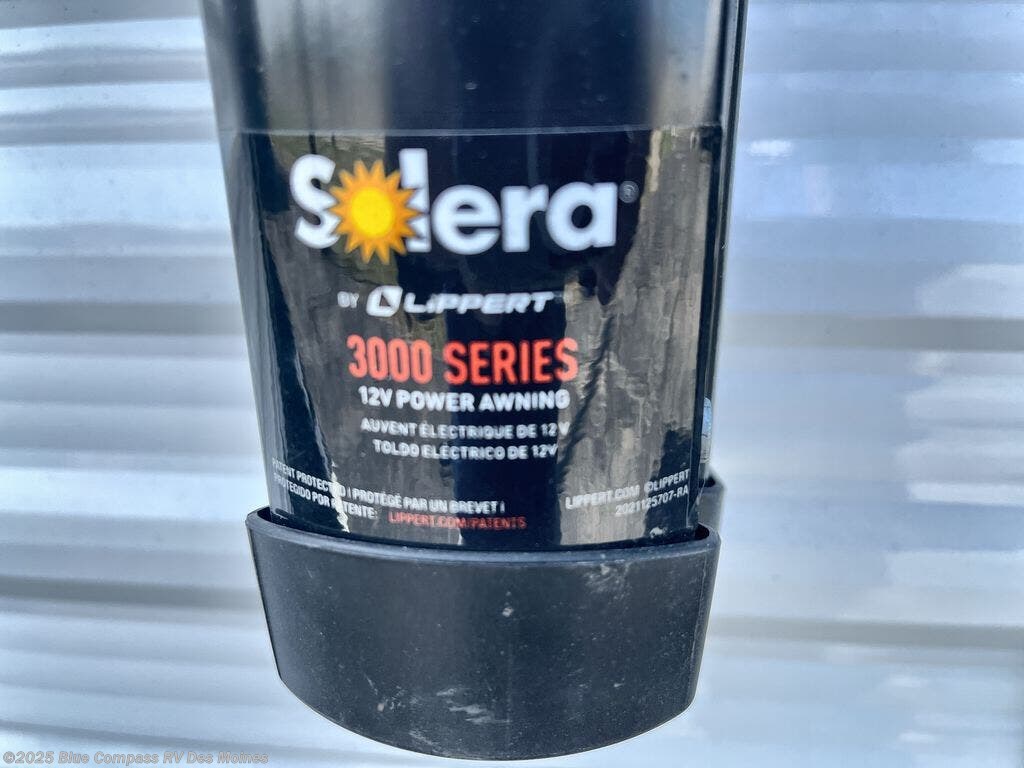 Solera®
BY LIPPERT
3000 SERIES
12V POWER AWNING
AUVENT ÉLECTRIQUE DE 12 V
TOLDO ELÉCTRICO DE 12V
PATENT PROTECTED | PROTÉGÉ PAR UN BREVET |
PROTEGIDO POR PATENTE: LIPPERT.COM/PATENTS
LIPPERT.COM ©LIPPERT
2021125707-RA
©2025 Blue Compass RV Des Moines